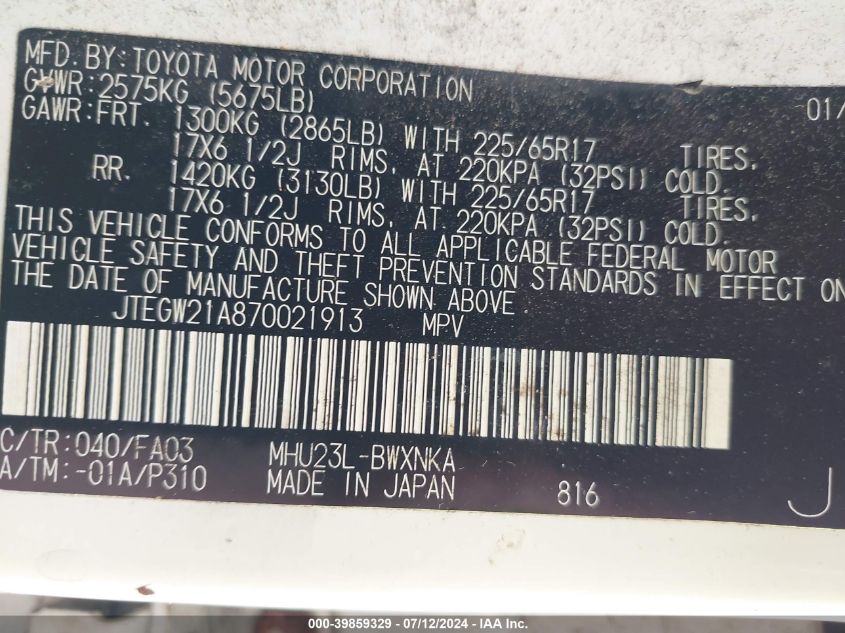 MFD. BY: TOYOTA MOTOR CORPORATION 01/
GVWR: 2575KG (5675LB)
GAWR: FRT. 1300KG (2865LB) WITH 225/65R17 TIRES,
17X6 1/2J RIMS, AT 220KPA (32PSI) COLD.
RR. 1420KG (3130LB) WITH 225/65R17 TIRES,
17X6 1/2J RIMS, AT 220KPA (32PSI) COLD.
THIS VEHICLE CONFORMS TO ALL APPLICABLE FEDERAL MOTOR
VEHICLE SAFETY AND THEFT PREVENTION STANDARDS IN EFFECT ON
THE DATE OF MANUFACTURE SHOWN ABOVE
JTEGW21A870021913 MPV
C/TR: 040/FA03 MHU23L-BWXNKA
A/TM: -01A/P310 MADE IN JAPAN 816 J
000-39859329 - 07/12/2024 - IAA Inc.